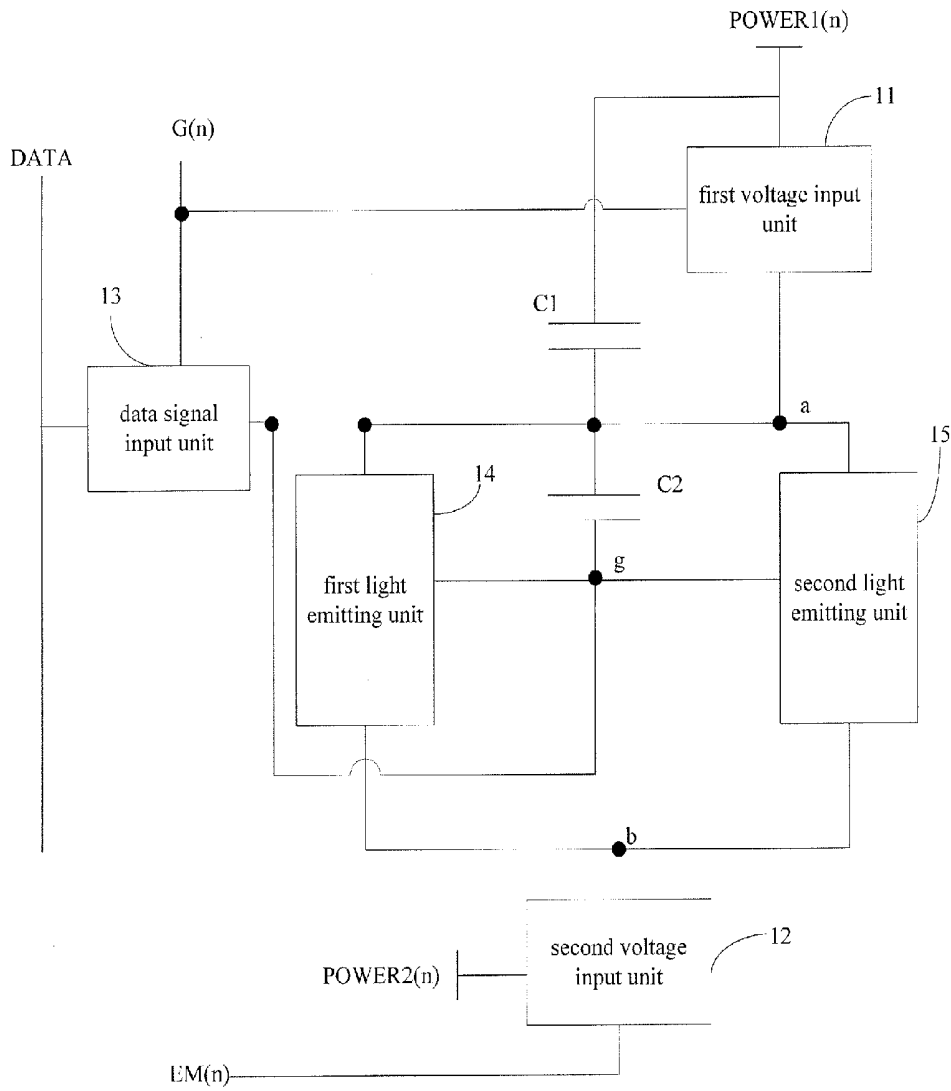 POWER1(n)
11
G(n)
DATA
first voltage input
unit
13
C1
data signal
input unit
a
15
14
C2
g
first light
emitting unit
second light
emitting unit
b
second voltage
input unit
12
POWER2(n)
EM(n)